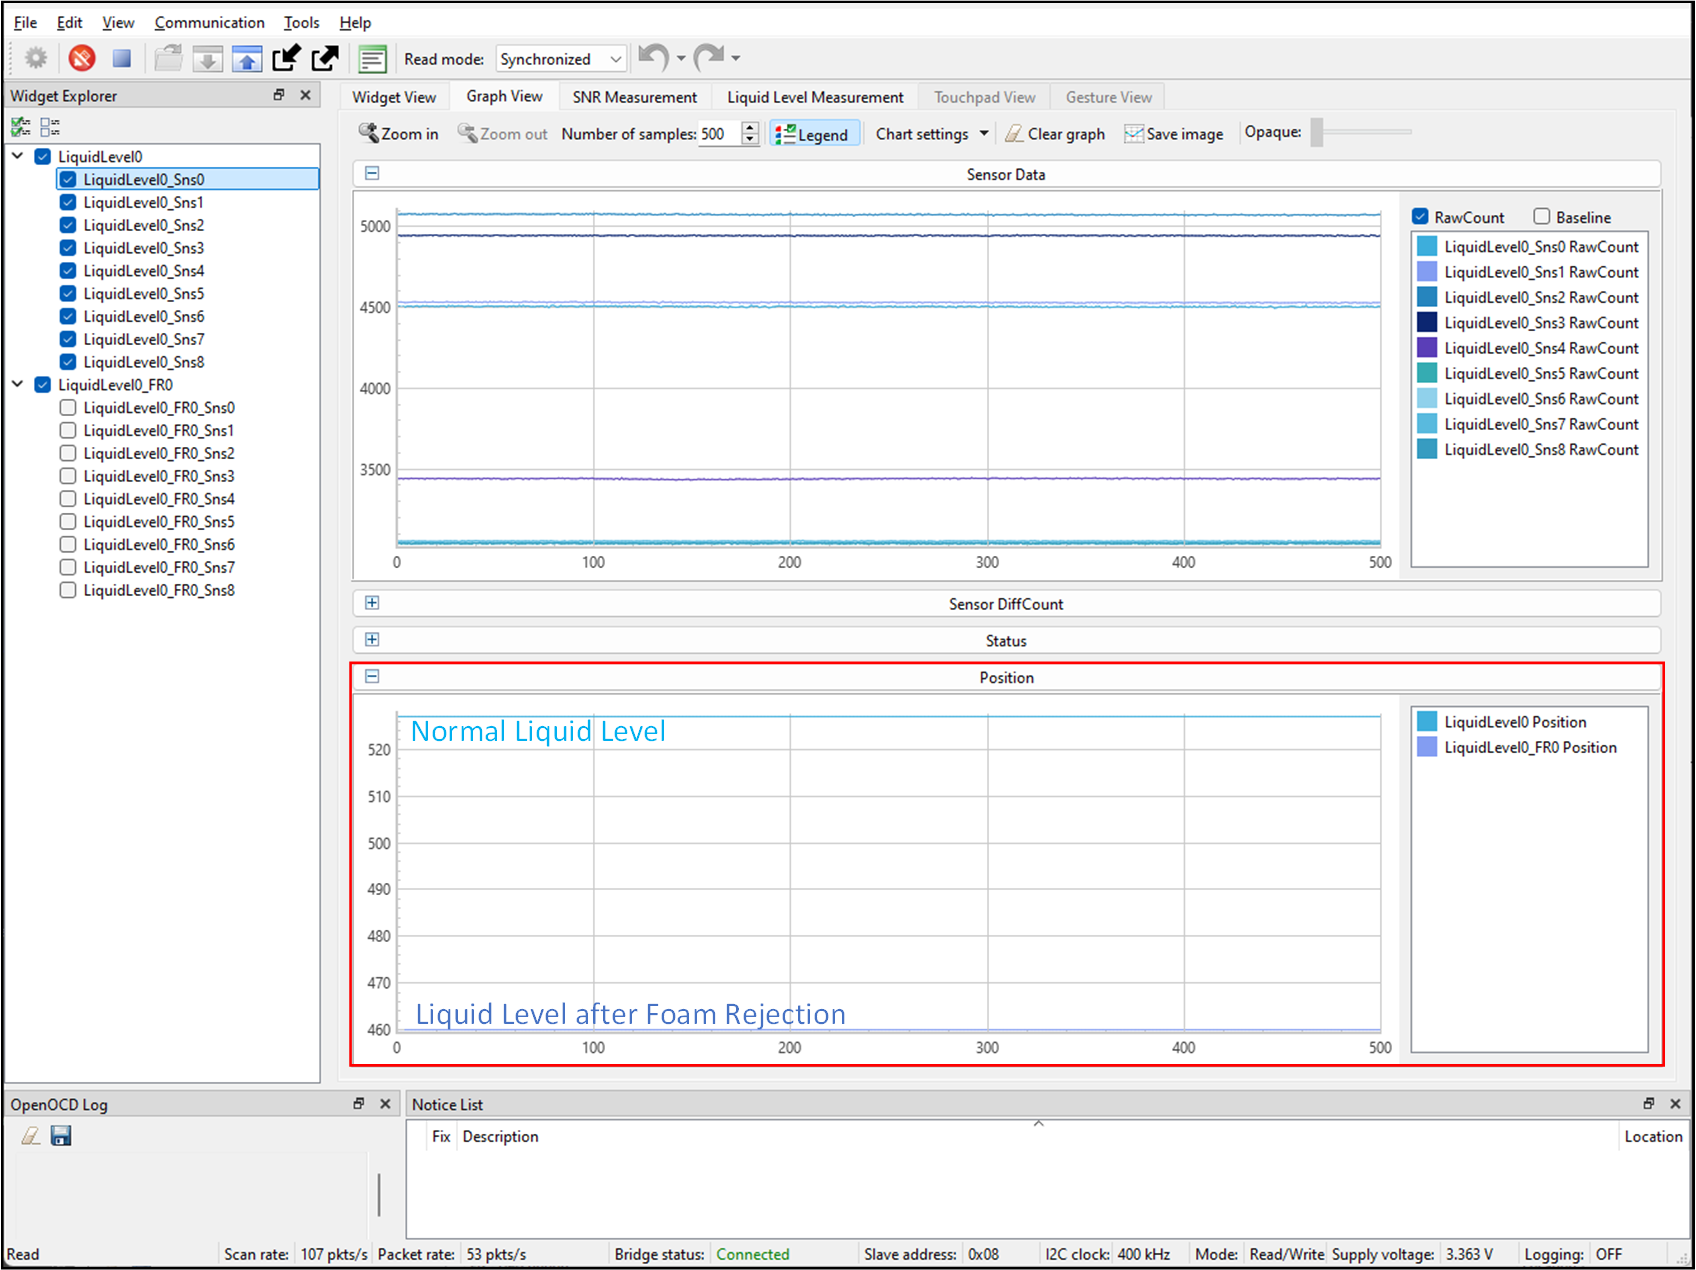 File Edit View Communication Tools Help
Read mode: Synchronized
Widget Explorer
Widget View Graph View SNR Measurement Liquid Level Measurement Touchpad View Gesture View
Zoom in Zoom out Number of samples: 500 Legend Chart settings Clear graph Save image Opaque:
LiquidLevel0
LiquidLevel0_Sns0
LiquidLevel0_Sns1
LiquidLevel0_Sns2
LiquidLevel0_Sns3
LiquidLevel0_Sns4
LiquidLevel0_Sns5
LiquidLevel0_Sns6
LiquidLevel0_Sns7
LiquidLevel0_Sns8
LiquidLevel0_FR0
LiquidLevel0_FR0_Sns0
LiquidLevel0_FR0_Sns1
LiquidLevel0_FR0_Sns2
LiquidLevel0_FR0_Sns3
LiquidLevel0_FR0_Sns4
LiquidLevel0_FR0_Sns5
LiquidLevel0_FR0_Sns6
LiquidLevel0_FR0_Sns7
LiquidLevel0_FR0_Sns8
Sensor Data
5000
4500
4000
3500
0 100 200 300 400 500
RawCount Baseline
LiquidLevel0_Sns0 RawCount
LiquidLevel0_Sns1 RawCount
LiquidLevel0_Sns2 RawCount
LiquidLevel0_Sns3 RawCount
LiquidLevel0_Sns4 RawCount
LiquidLevel0_Sns5 RawCount
LiquidLevel0_Sns6 RawCount
LiquidLevel0_Sns7 RawCount
LiquidLevel0_Sns8 RawCount
Sensor DiffCount
Status
Position
Normal Liquid Level
520
510
500
490
480
470
Liquid Level after Foam Rejection
460
0 100 200 300 400 500
LiquidLevel0 Position
LiquidLevel0_FR0 Position
OpenOCD Log
Notice List
Fix Description Location
Read Scan rate: 107 pkts/s Packet rate: 53 pkts/s Bridge status: Connected Slave address: 0x08 I2C clock: 400 kHz Mode: Read/Write Supply voltage: 3.363 V Logging: OFF